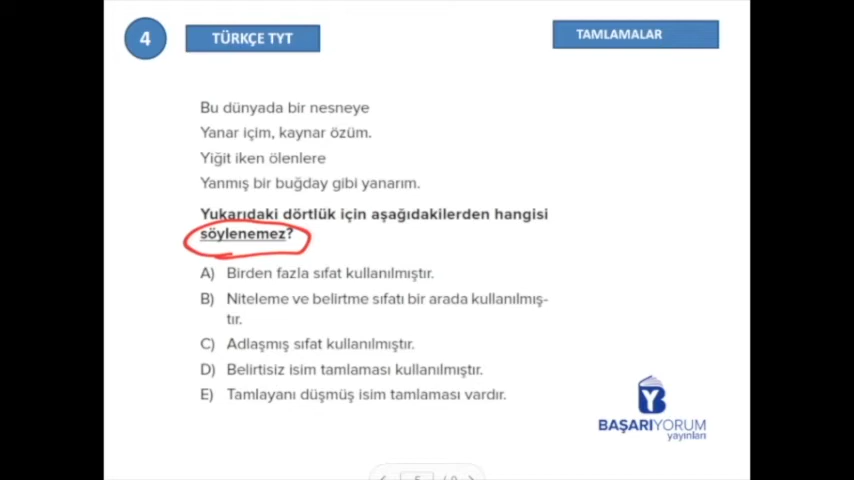 4
TÜRKÇE TYT
TAMLAMALAR
Bu dünyada bir nesneye
Yanar içim, kaynar özüm.
Yiğit iken ölenlere
Yanmış bir buğday gibi yanarım.
Yukarıdaki dörtlük için aşağıdakilerden hangisi
söylenemez?
A) Birden fazla sıfat kullanılmıştır.
B) Niteleme ve belirtme sıfatı bir arada kullanılmış-
tır.
C) Adlaşmış sıfat kullanılmıştır.
D) Belirtisiz isim tamlaması kullanılmıştır.
E) Tamlayanı düşmüş isim tamlaması vardır.
YB
BAŞARIYORUM
yayınları